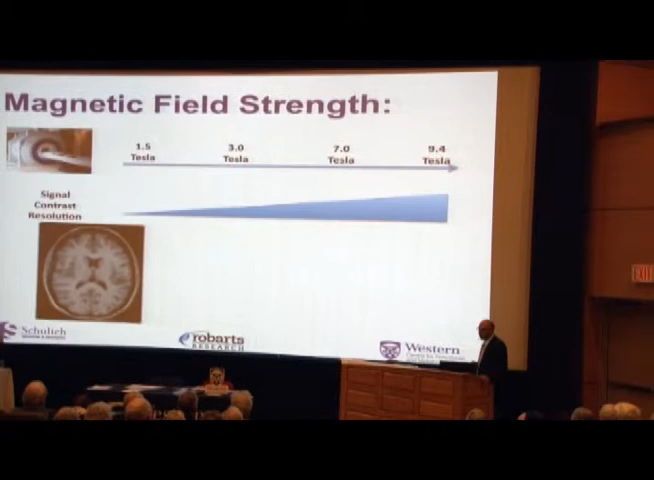 Magnetic Field Strength:
1.5 3.0 7.0 9.4
Tesla Tesla Tesla Tesla
Signal
Contrast
Resolution
Schulich
robarts
RESEARCH
Western
EXIT